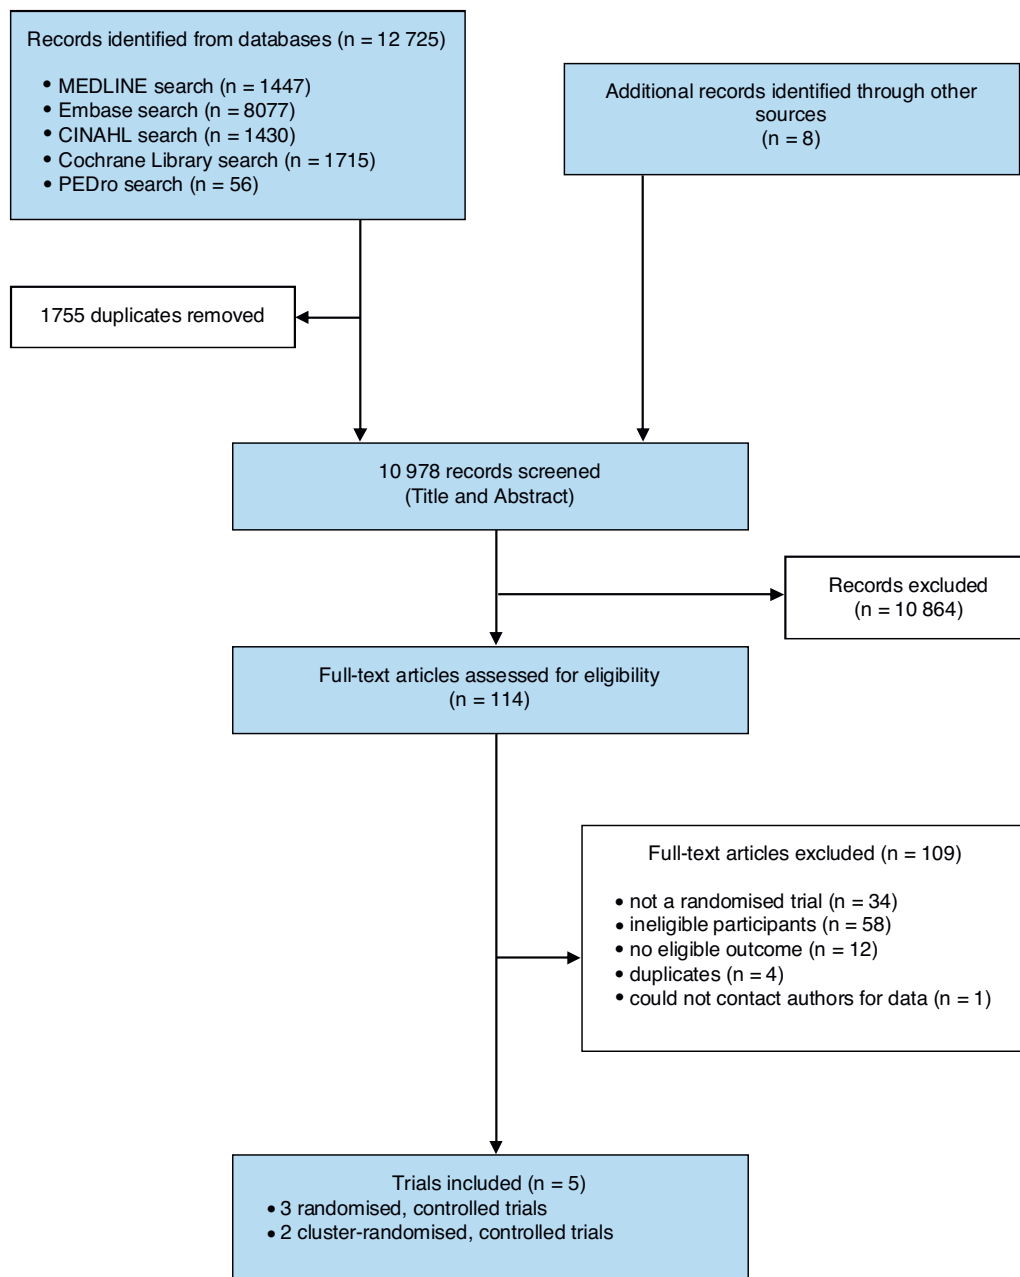 Records identified from databases (n = 12 725)
• MEDLINE search (n = 1447)
• Embase search (n = 8077)
• CINAHL search (n = 1430)
• Cochrane Library search (n = 1715)
• PEDro search (n = 56)
Additional records identified through other
sources
(n = 8)
1755 duplicates removed
10 978 records screened
(Title and Abstract)
Records excluded
(n = 10 864)
Full-text articles assessed for eligibility
(n = 114)
Full-text articles excluded (n = 109)
• not a randomised trial (n = 34)
• ineligible participants (n = 58)
• no eligible outcome (n = 12)
• duplicates (n = 4)
• could not contact authors for data (n = 1)
Trials included (n = 5)
• 3 randomised, controlled trials
• 2 cluster-randomised, controlled trials